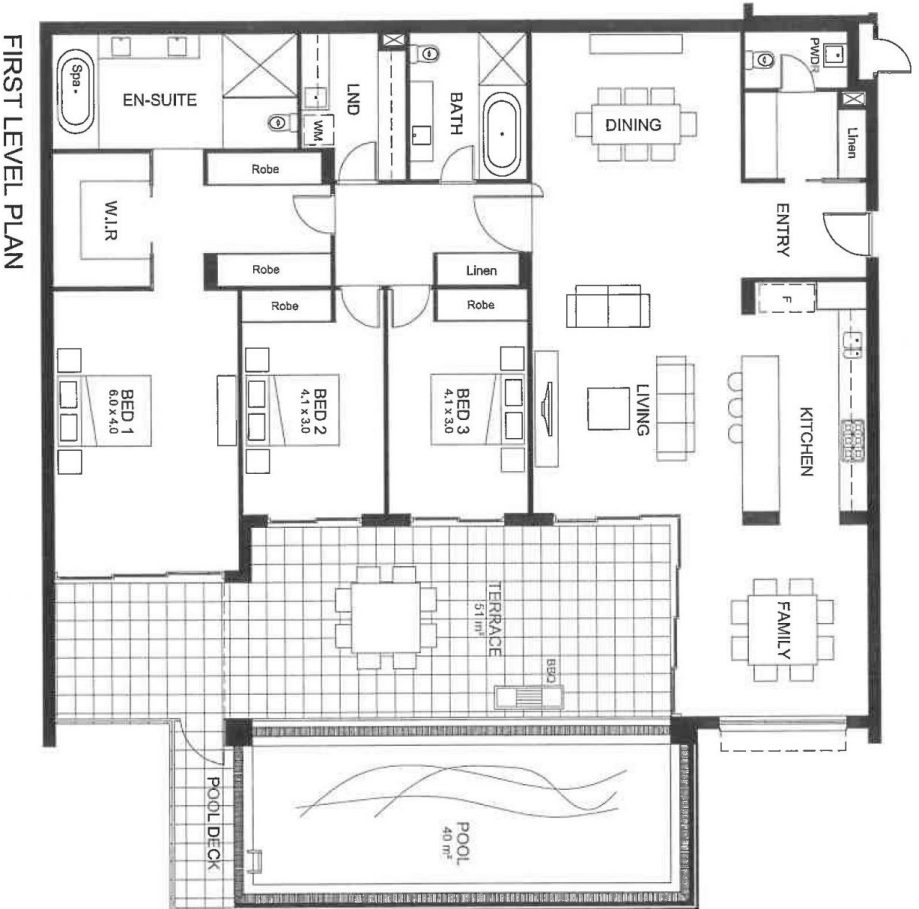 FIRST LEVEL PLAN
PWDR
Linen
ENTRY
DINING
BATH
LND
WM
EN-SUITE
Spa
W.I.R
Robe
Robe
Linen
Robe
Robe
F
KITCHEN
LIVING
BED 3
4.1 x 3.0
BED 2
4.1 x 3.0
BED 1
6.0 x 4.0
FAMILY
TERRACE
51 m²
BBQ
POOL DECK
POOL
40 m²